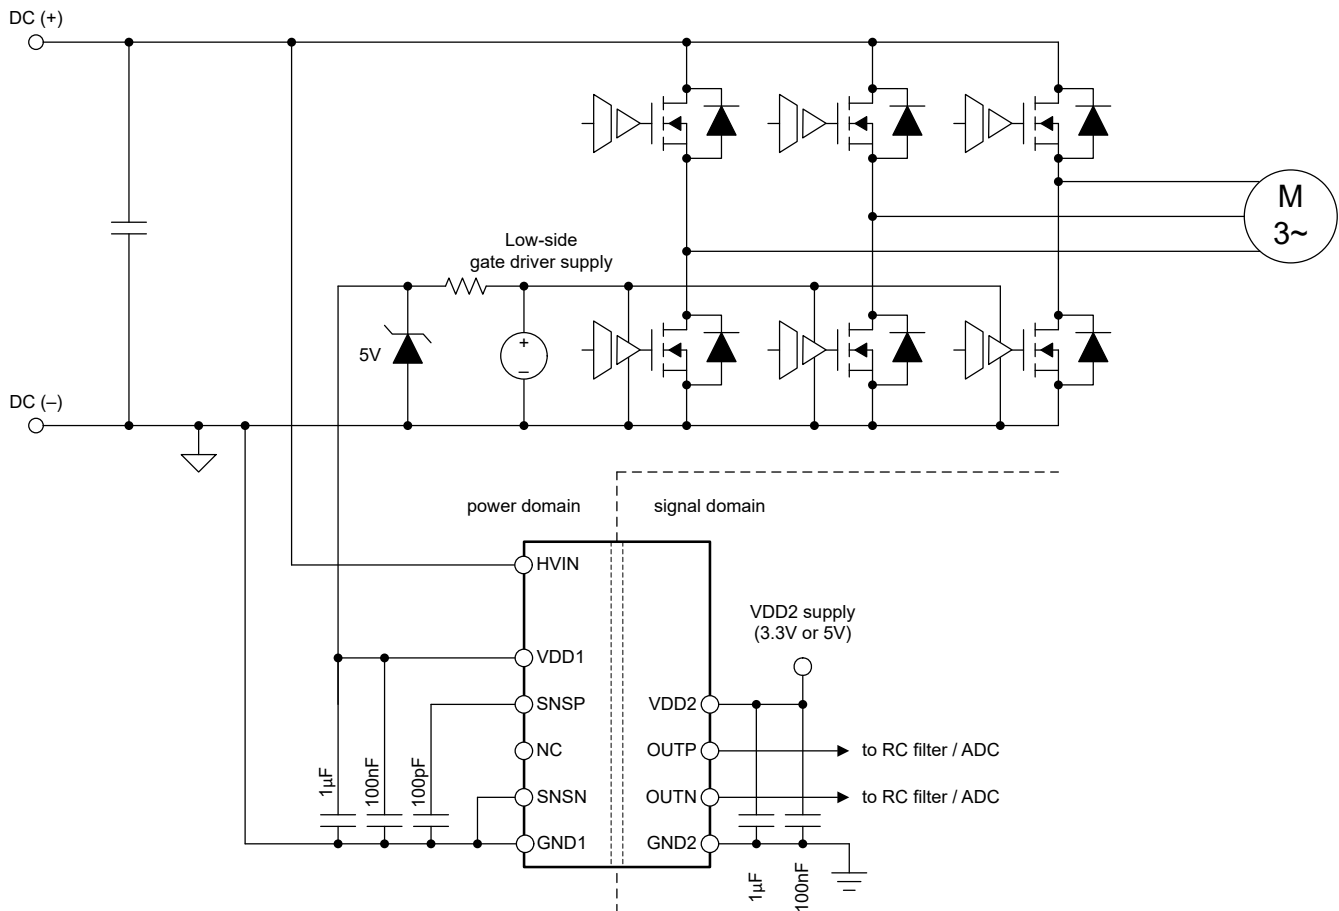 DC (+)
M
3~
Low-side
gate driver supply
5V
+
–
DC (–)
power domain
signal domain
HVIN
VDD2 supply
(3.3V or 5V)
VDD1
SNSP
VDD2
NC
OUTP
to RC filter / ADC
1µF
100nF
100pF
SNSN
OUTN
to RC filter / ADC
GND1
GND2
1µF
100nF